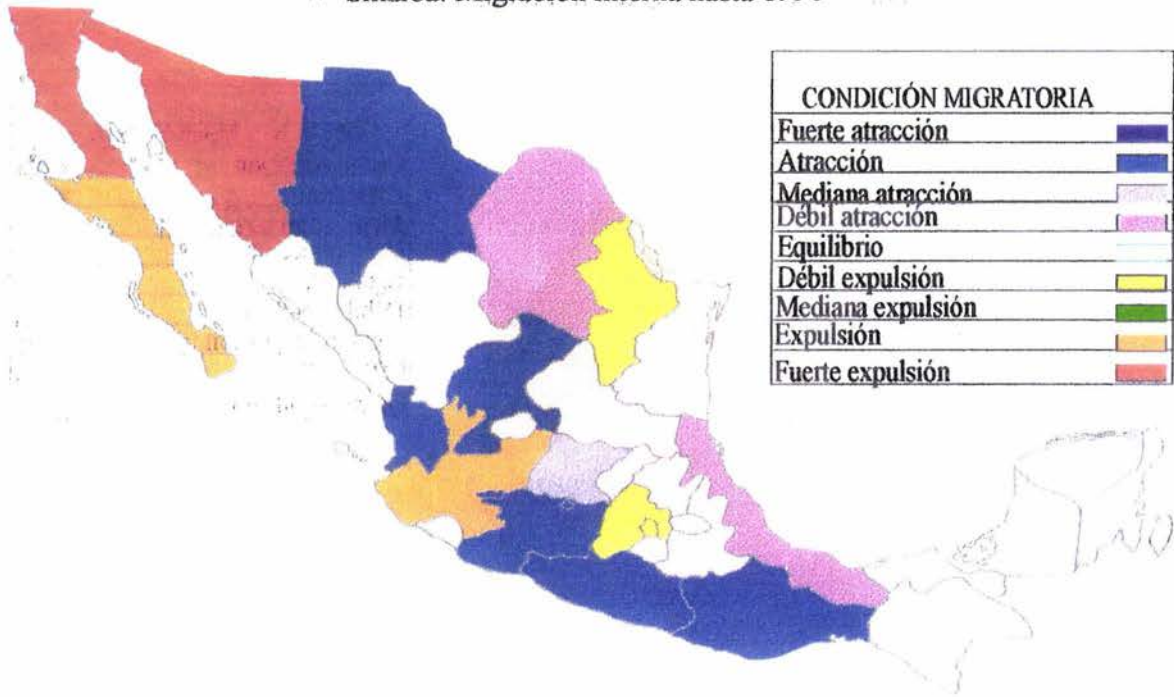 CONDICIÓN MIGRATORIA
Fuerte atracción
Atracción
Mediana atracción
Débil atracción
Equilibrio
Débil expulsión
Mediana expulsión
Expulsión
Fuerte expulsión